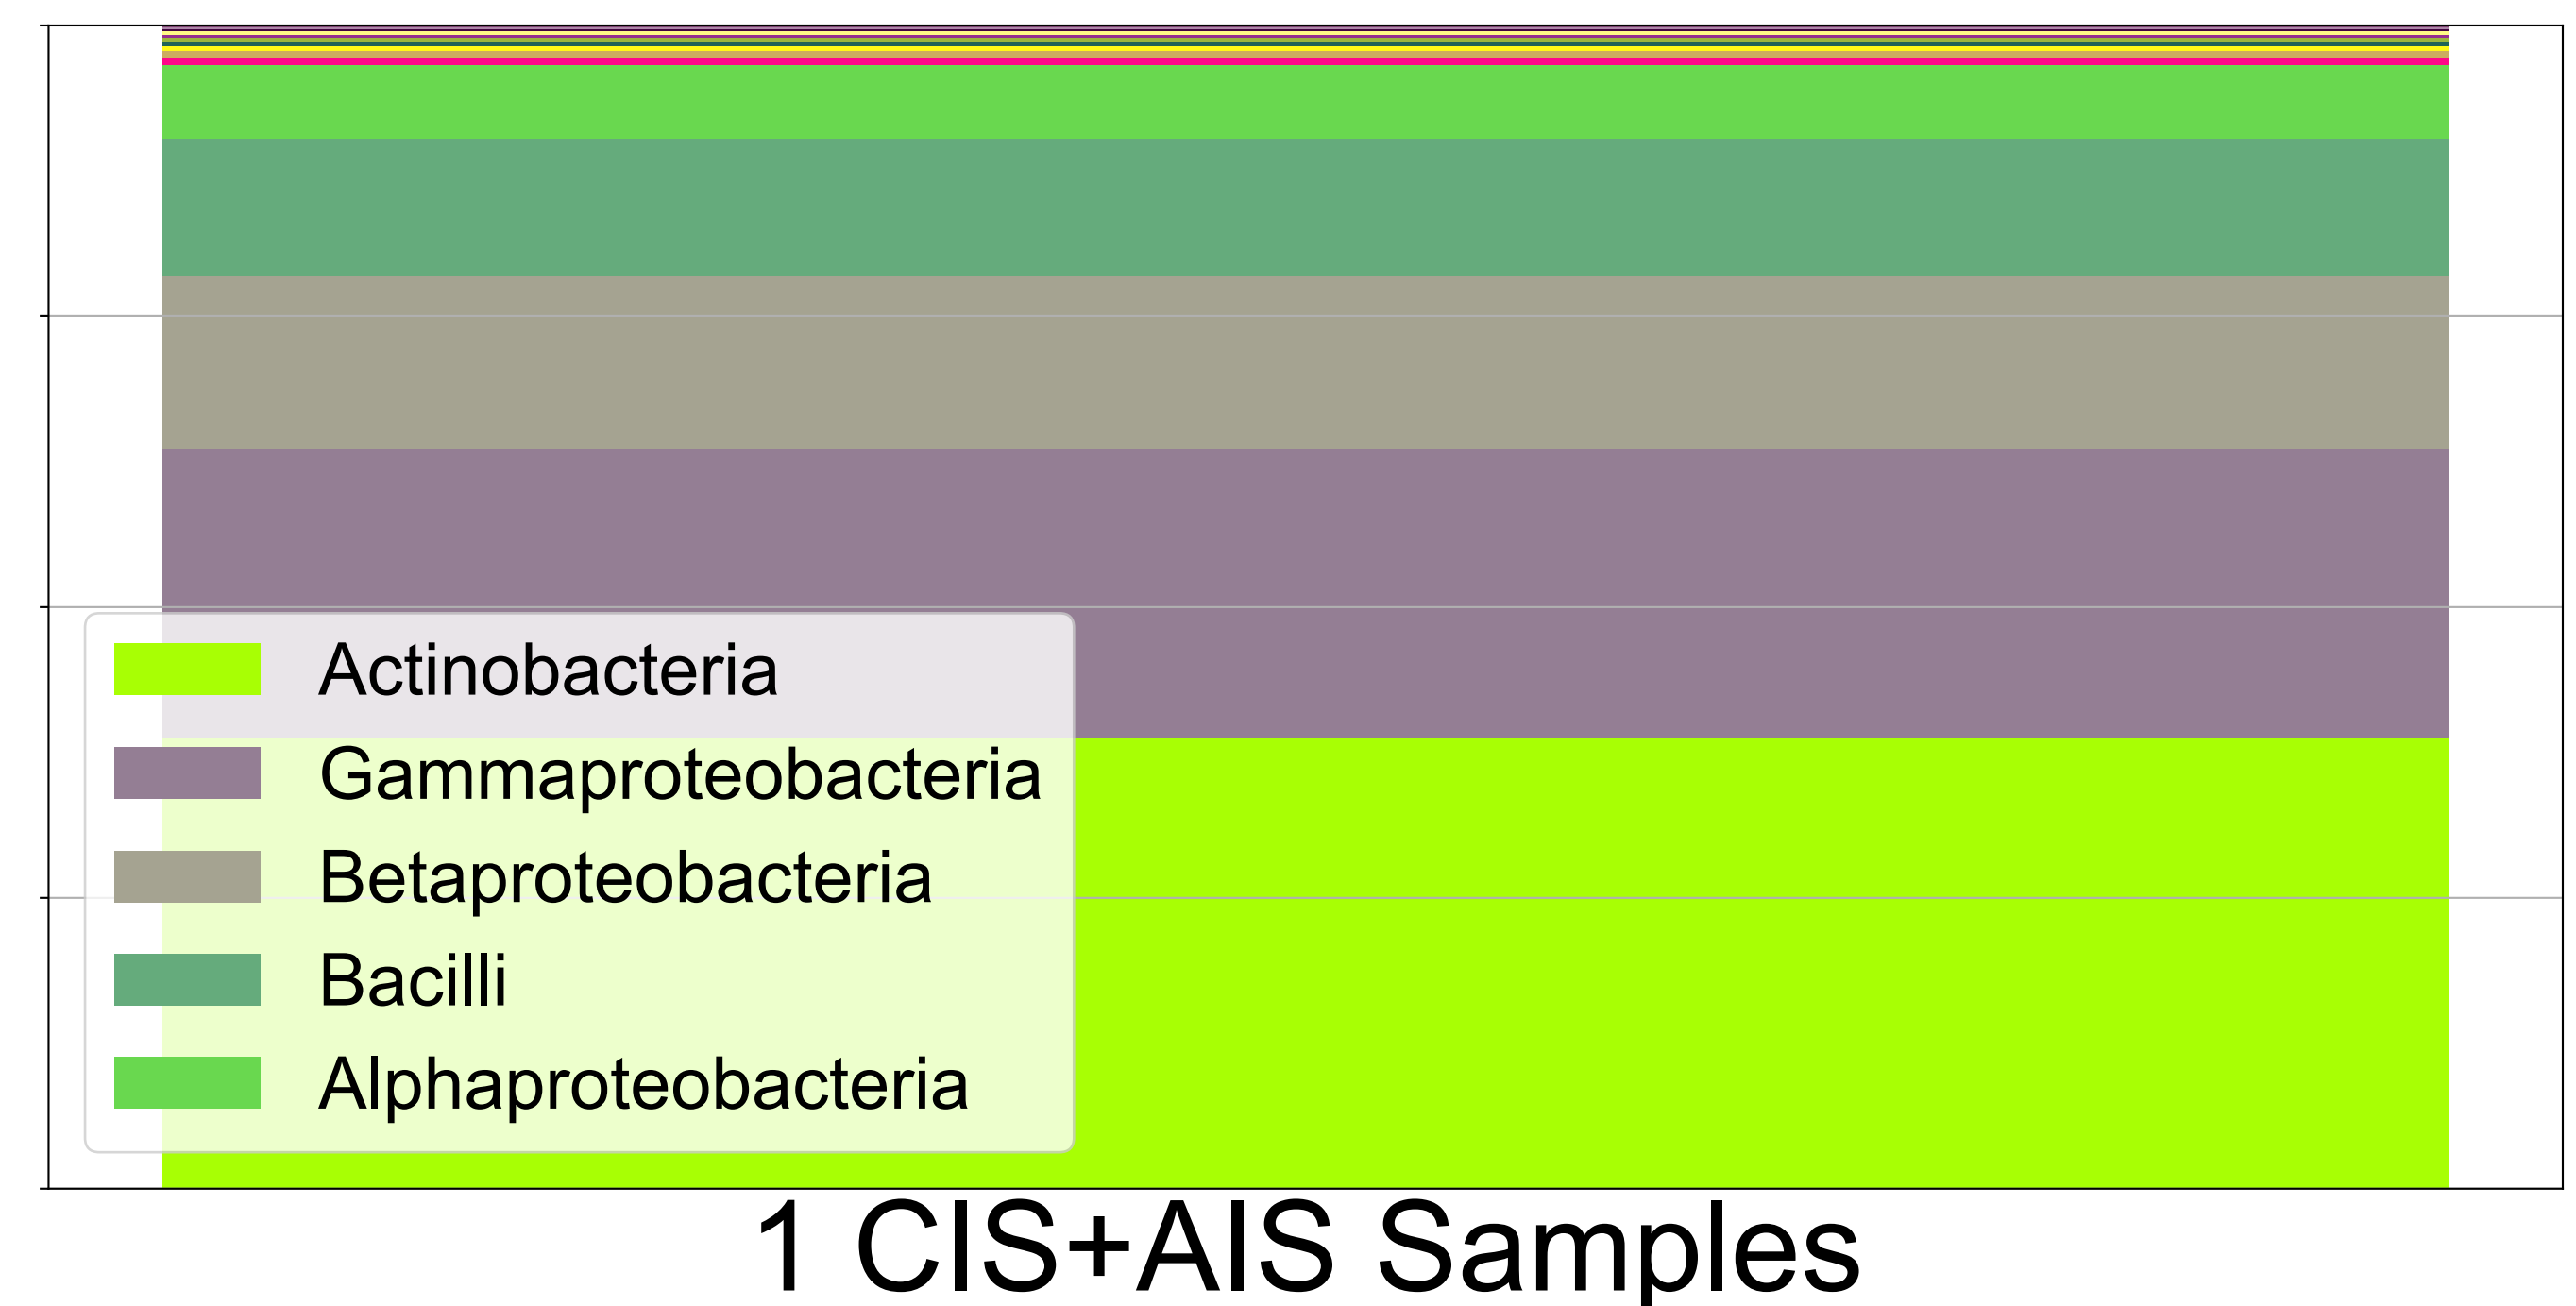 Actinobacteria
Gammaproteobacteria
Betaproteobacteria
Bacilli
Alphaproteobacteria
1 CIS+AIS Samples